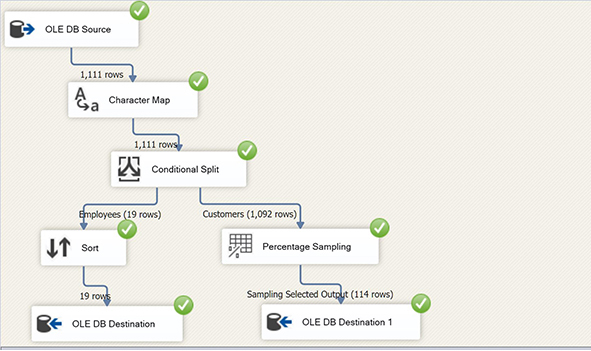 OLE DB Source
1,111 rows
Character Map
1,111 rows
Conditional Split
Employees (19 rows)
Customers (1,092 rows)
Sort
Percentage Sampling
19 rows
Sampling Selected Output (114 rows)
OLE DB Destination
OLE DB Destination 1